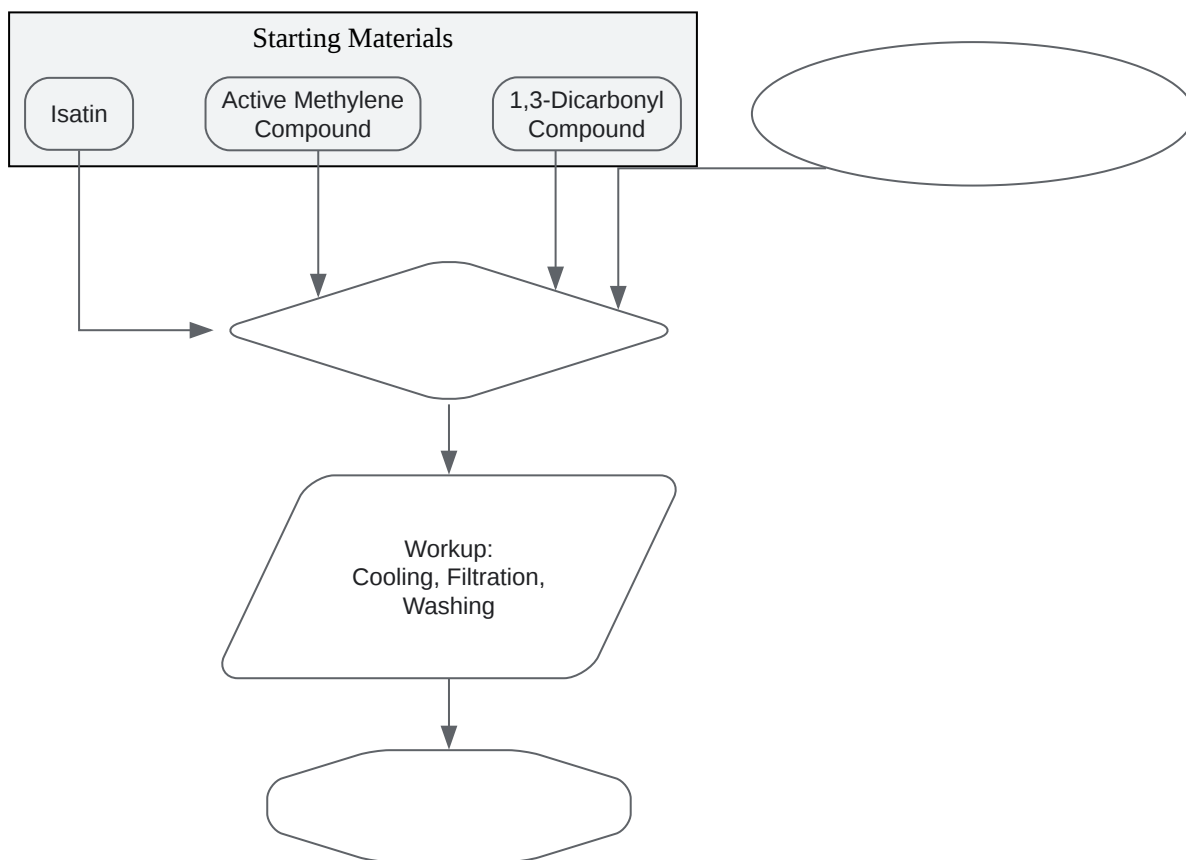 Starting Materials
Isatin
Active Methylene
Compound
1,3-Dicarbonyl
Compound
Workup:
Cooling, Filtration,
Washing